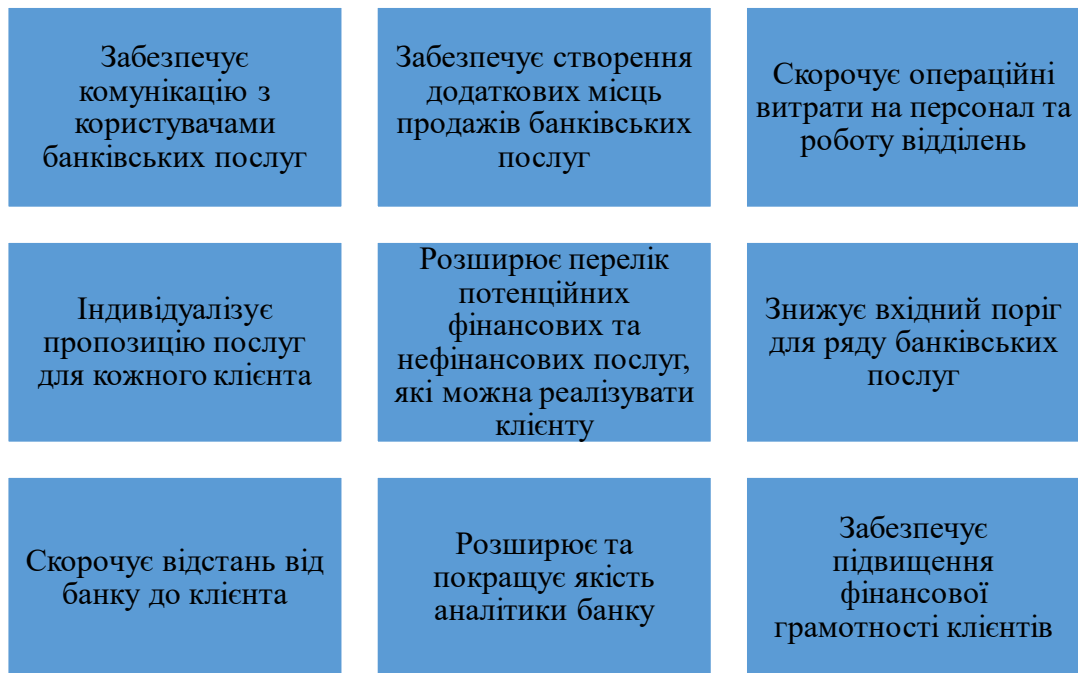 Забезпечує
комунікацію з
користувачами
банківських послуг
Забезпечує створення
додаткових місць
продажів банківських
послуг
Скорочує операційні
витрати на персонал та
роботу відділень
Індивідуалізує
пропозицію послуг
для кожного клієнта
Розширює перелік
потенційних
фінансових та
нефінансових послуг,
які можна реалізувати
клієнту
Знижує вхідний поріг
для ряду банківських
послуг
Скорочує відстань від
банку до клієнта
Розширює та
покращує якість
аналітики банку
Забезпечує
підвищення
фінансової
грамотності клієнтів